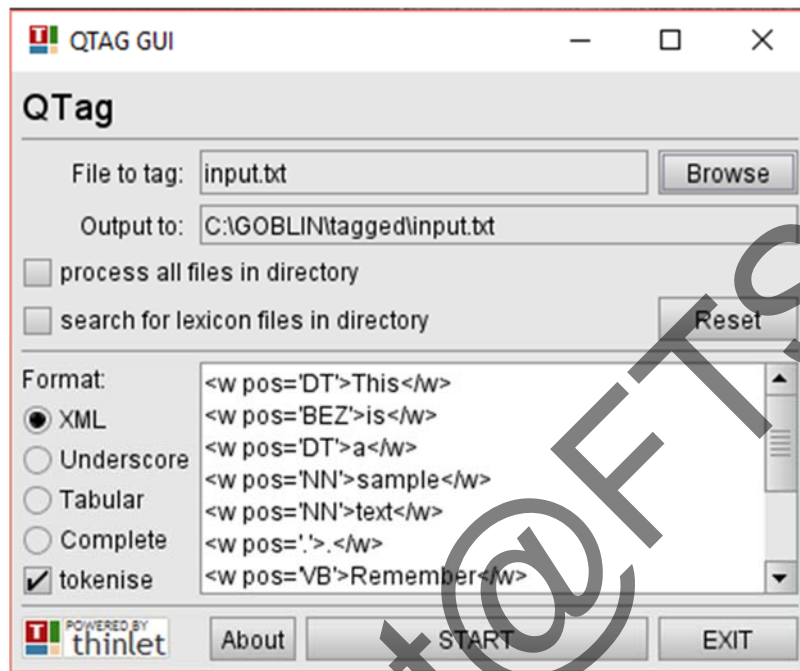 QTAG GUI
QTag
File to tag: input.txt Browse
Output to: C:\GOBLIN\tagged\input.txt
process all files in directory
search for lexicon files in directory Reset
Format:
XML
Underscore
Tabular
Complete
tokenise
<w pos='DT'>This</w>
<w pos='BEZ'>is</w>
<w pos='DT'>a</w>
<w pos='NN'>sample</w>
<w pos='NN'>text</w>
<w pos='.'>.</w>
<w pos='VB'>Remember</w>
POWERED BY
thinlet
About START EXIT
t@FTS